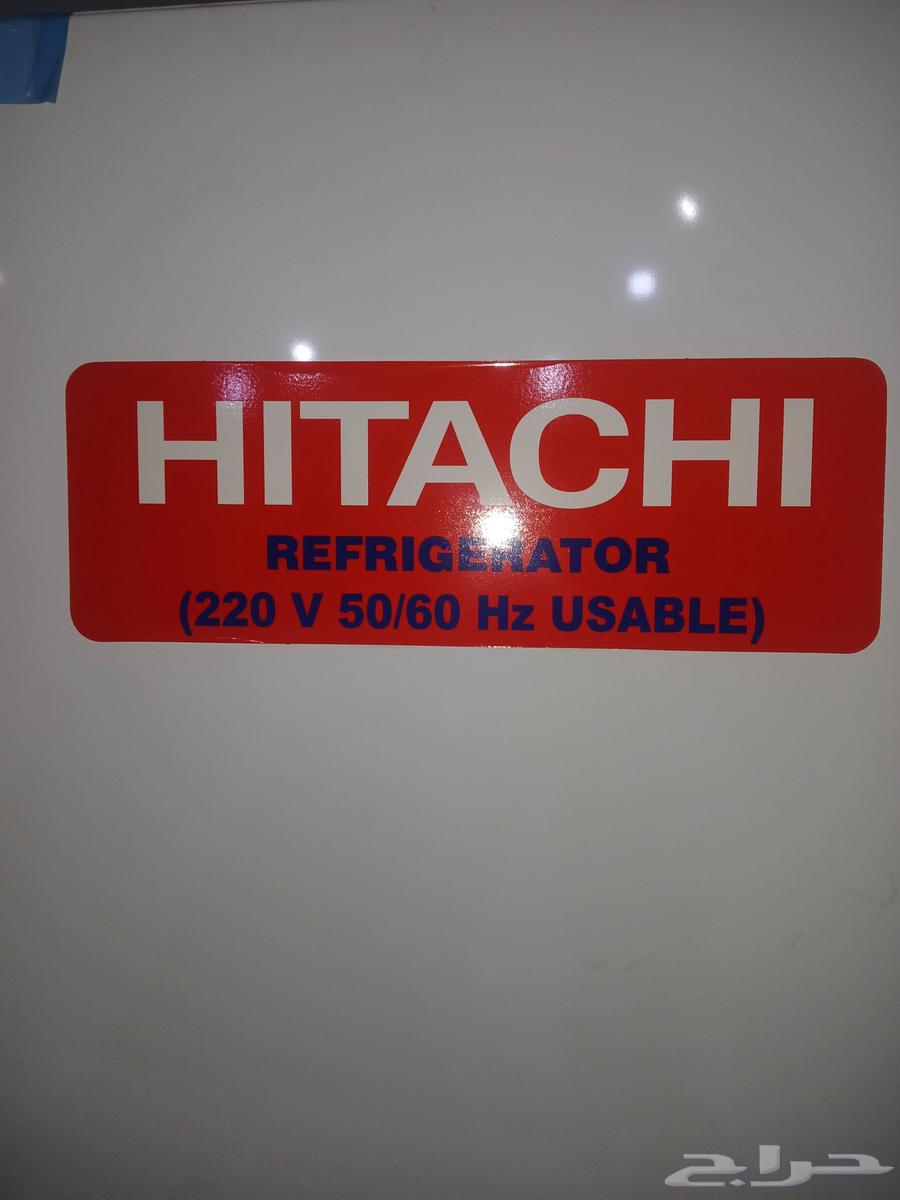 HITACHI
REFRIGERATOR
(220 V 50/60 Hz USABLE)
حراج